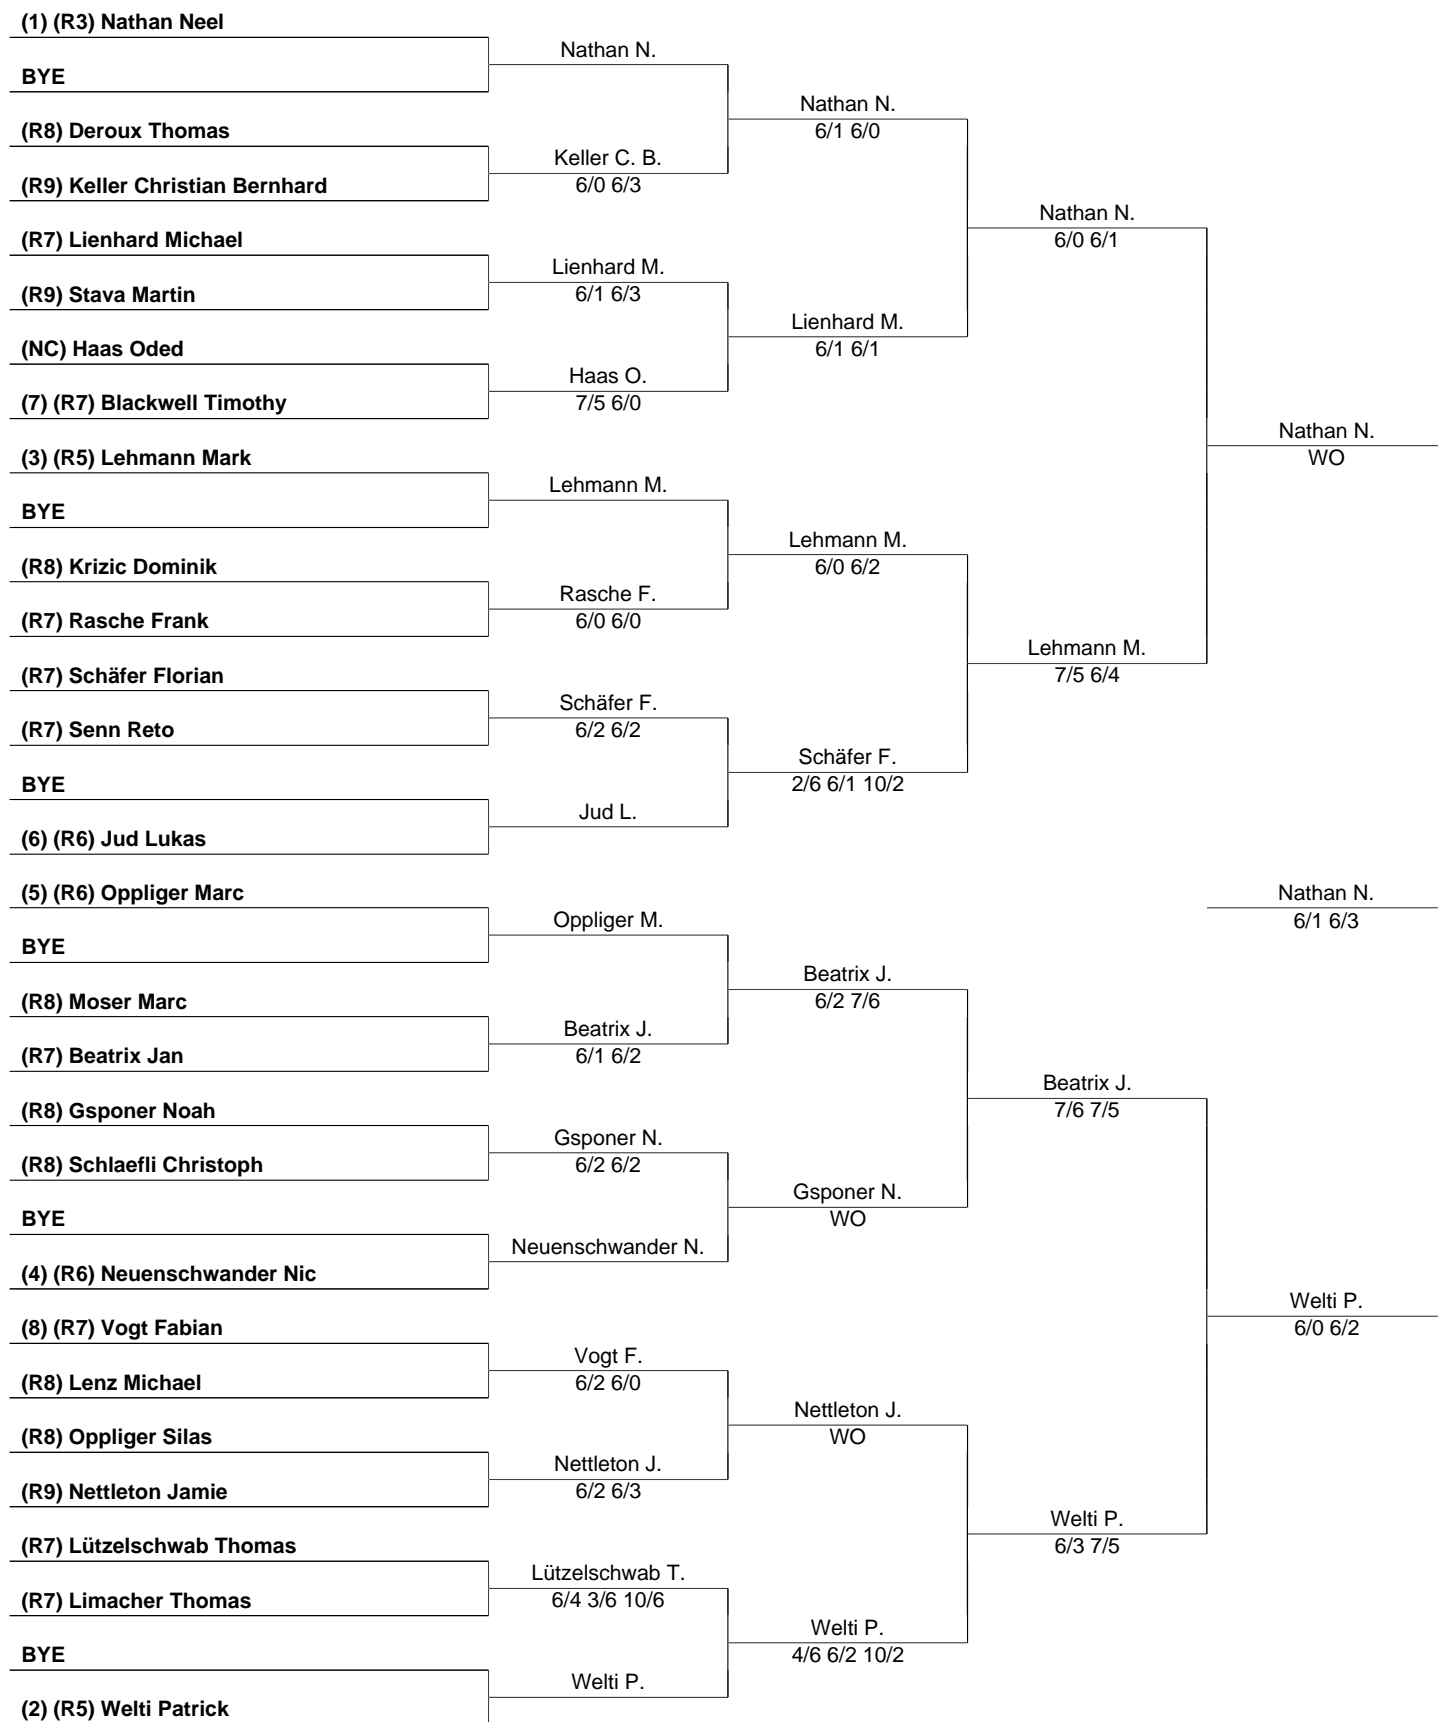 (1) (R3) Nathan Neel
BYE
(R8) Deroux Thomas
(R9) Keller Christian Bernhard
(R7) Lienhard Michael
(R9) Stava Martin
(NC) Haas Oded
(7) (R7) Blackwell Timothy
(3) (R5) Lehmann Mark
BYE
(R8) Krizic Dominik
(R7) Rasche Frank
(R7) Schäfer Florian
(R7) Senn Reto
BYE
(6) (R6) Jud Lukas
(5) (R6) Oppliger Marc
BYE
(R8) Moser Marc
(R7) Beatrix Jan
(R8) Gsponer Noah
(R8) Schlaefli Christoph
BYE
(4) (R6) Neuenschwander Nic
(8) (R7) Vogt Fabian
(R8) Lenz Michael
(R8) Oppliger Silas
(R9) Nettleton Jamie
(R7) Lützelschwab Thomas
(R7) Limacher Thomas
BYE
(2) (R5) Welti Patrick
Nathan N.
Keller C. B.
6/0 6/3
Lienhard M.
6/1 6/3
Haas O.
7/5 6/0
Lehmann M.
Rasche F.
6/0 6/0
Schäfer F.
6/2 6/2
Jud L.
Oppliger M.
Beatrix J.
6/1 6/2
Gsponer N.
6/2 6/2
Neuenschwander N.
Vogt F.
6/2 6/0
Nettleton J.
6/2 6/3
Lützelschwab T.
6/4 3/6 10/6
Welti P.
Nathan N.
6/1 6/0
Lienhard M.
6/1 6/1
Lehmann M.
6/0 6/2
Schäfer F.
2/6 6/1 10/2
Beatrix J.
6/2 7/6
Gsponer N.
WO
Nettleton J.
WO
Welti P.
4/6 6/2 10/2
Nathan N.
6/0 6/1
Lehmann M.
7/5 6/4
Beatrix J.
7/6 7/5
Welti P.
6/3 7/5
Nathan N.
WO
Nathan N.
6/1 6/3
Welti P.
6/0 6/2